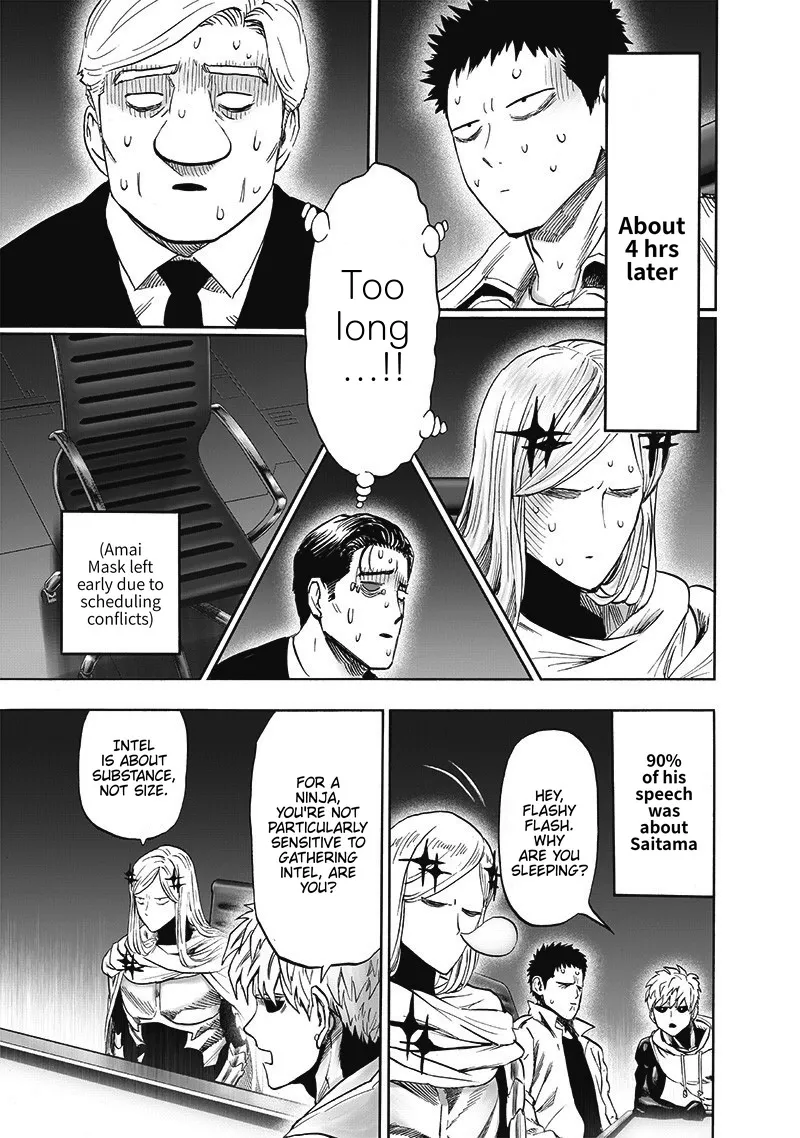 About
4 hrs
later
Too
long
...!!
(Amai
Mask left
early due to
scheduling
conflicts)
90%
of his
speech
was
about
Saitama
HEY,
FLASHY
FLASH.
WHY
ARE YOU
SLEEPING?
FOR A
NINJA,
YOU'RE NOT
PARTICULARLY
SENSITIVE TO
GATHERING
INTEL, ARE
YOU?
INTEL
IS ABOUT
SUBSTANCE,
NOT SIZE.